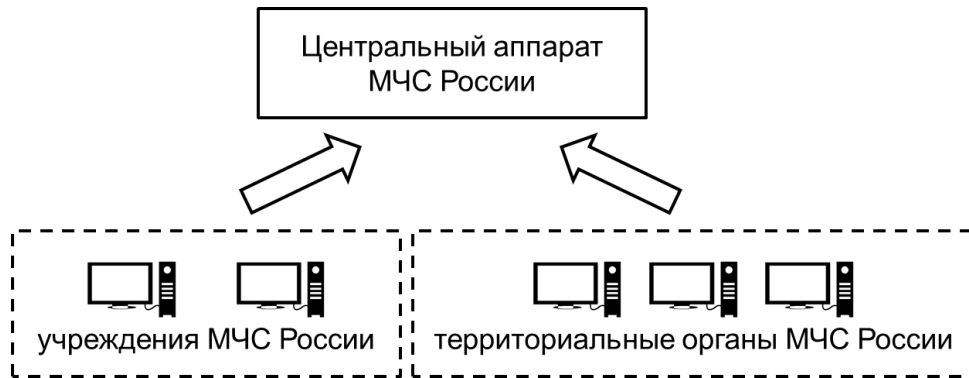 Центральный аппарат
МЧС России
учреждения МЧС России
территориальные органы МЧС России